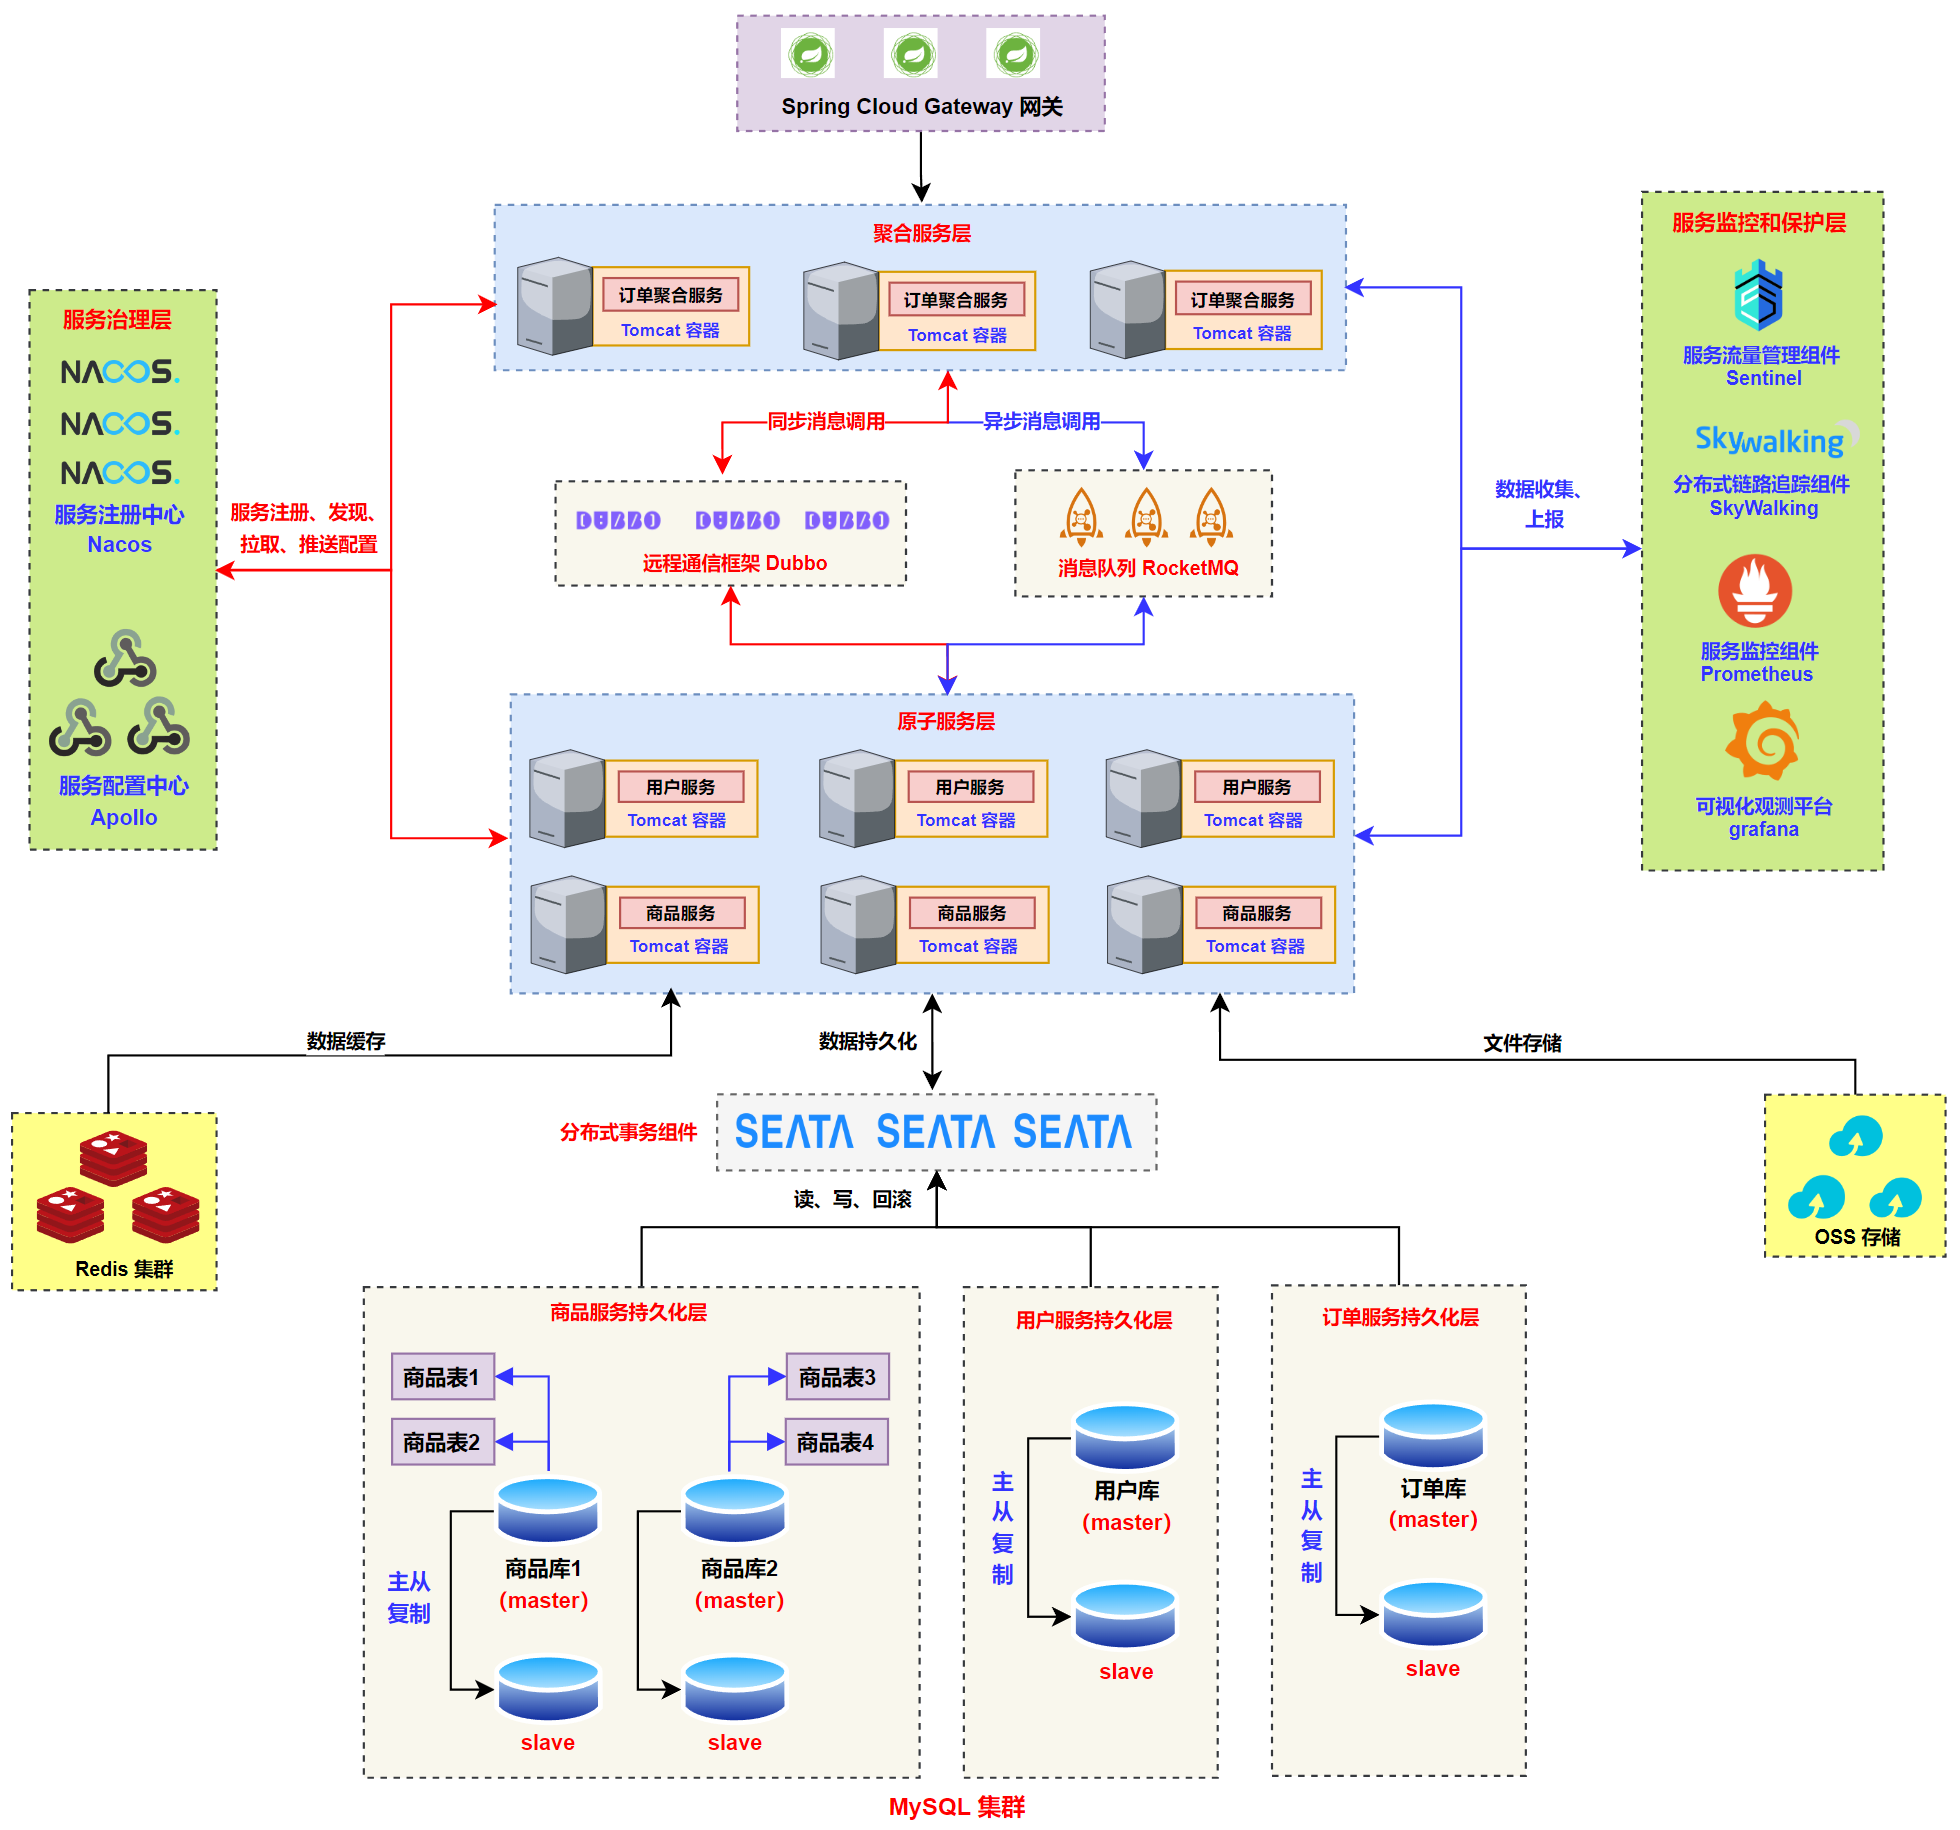 Spring Cloud Gateway 网关
聚合服务层
订单聚合服务
Tomcat 容器
订单聚合服务
Tomcat 容器
订单聚合服务
Tomcat 容器
服务治理层
NACOS.
NACOS.
NACOS.
服务注册中心
Nacos
服务配置中心
Apollo
服务注册、发现、
拉取、推送配置
同步消息调用
异步消息调用
DUBBO
DUBBO
DUBBO
远程通信框架 Dubbo
消息队列 RocketMQ
数据收集、
上报
服务监控和保护层
服务流量管理组件
Sentinel
Skywalking
分布式链路追踪组件
SkyWalking
服务监控组件
Prometheus
可视化观测平台
grafana
原子服务层
用户服务
Tomcat 容器
用户服务
Tomcat 容器
用户服务
Tomcat 容器
商品服务
Tomcat 容器
商品服务
Tomcat 容器
商品服务
Tomcat 容器
数据缓存
数据持久化
文件存储
Redis 集群
分布式事务组件
SEATA
SEATA
SEATA
OSS 存储
读、写、回滚
商品服务持久化层
商品表1
商品表2
商品表3
商品表4
商品库1
（master）
商品库2
（master）
主从
复制
slave
slave
用户服务持久化层
用户库
（master）
主
从
复
制
slave
订单服务持久化层
订单库
（master）
主
从
复
制
slave
MySQL 集群